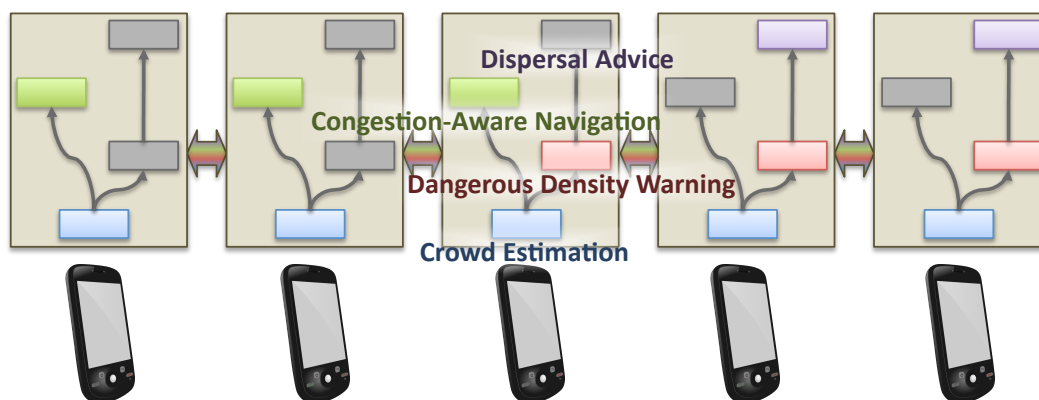 Dispersal Advice
Congestion-Aware Navigation
Dangerous Density Warning
Crowd Estimation